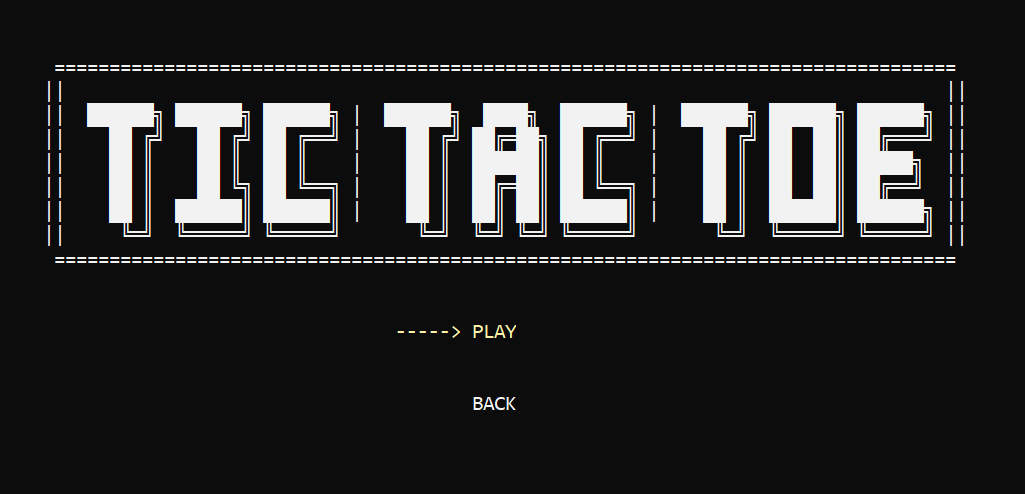 TIC TAC TOE
-----> PLAY
BACK